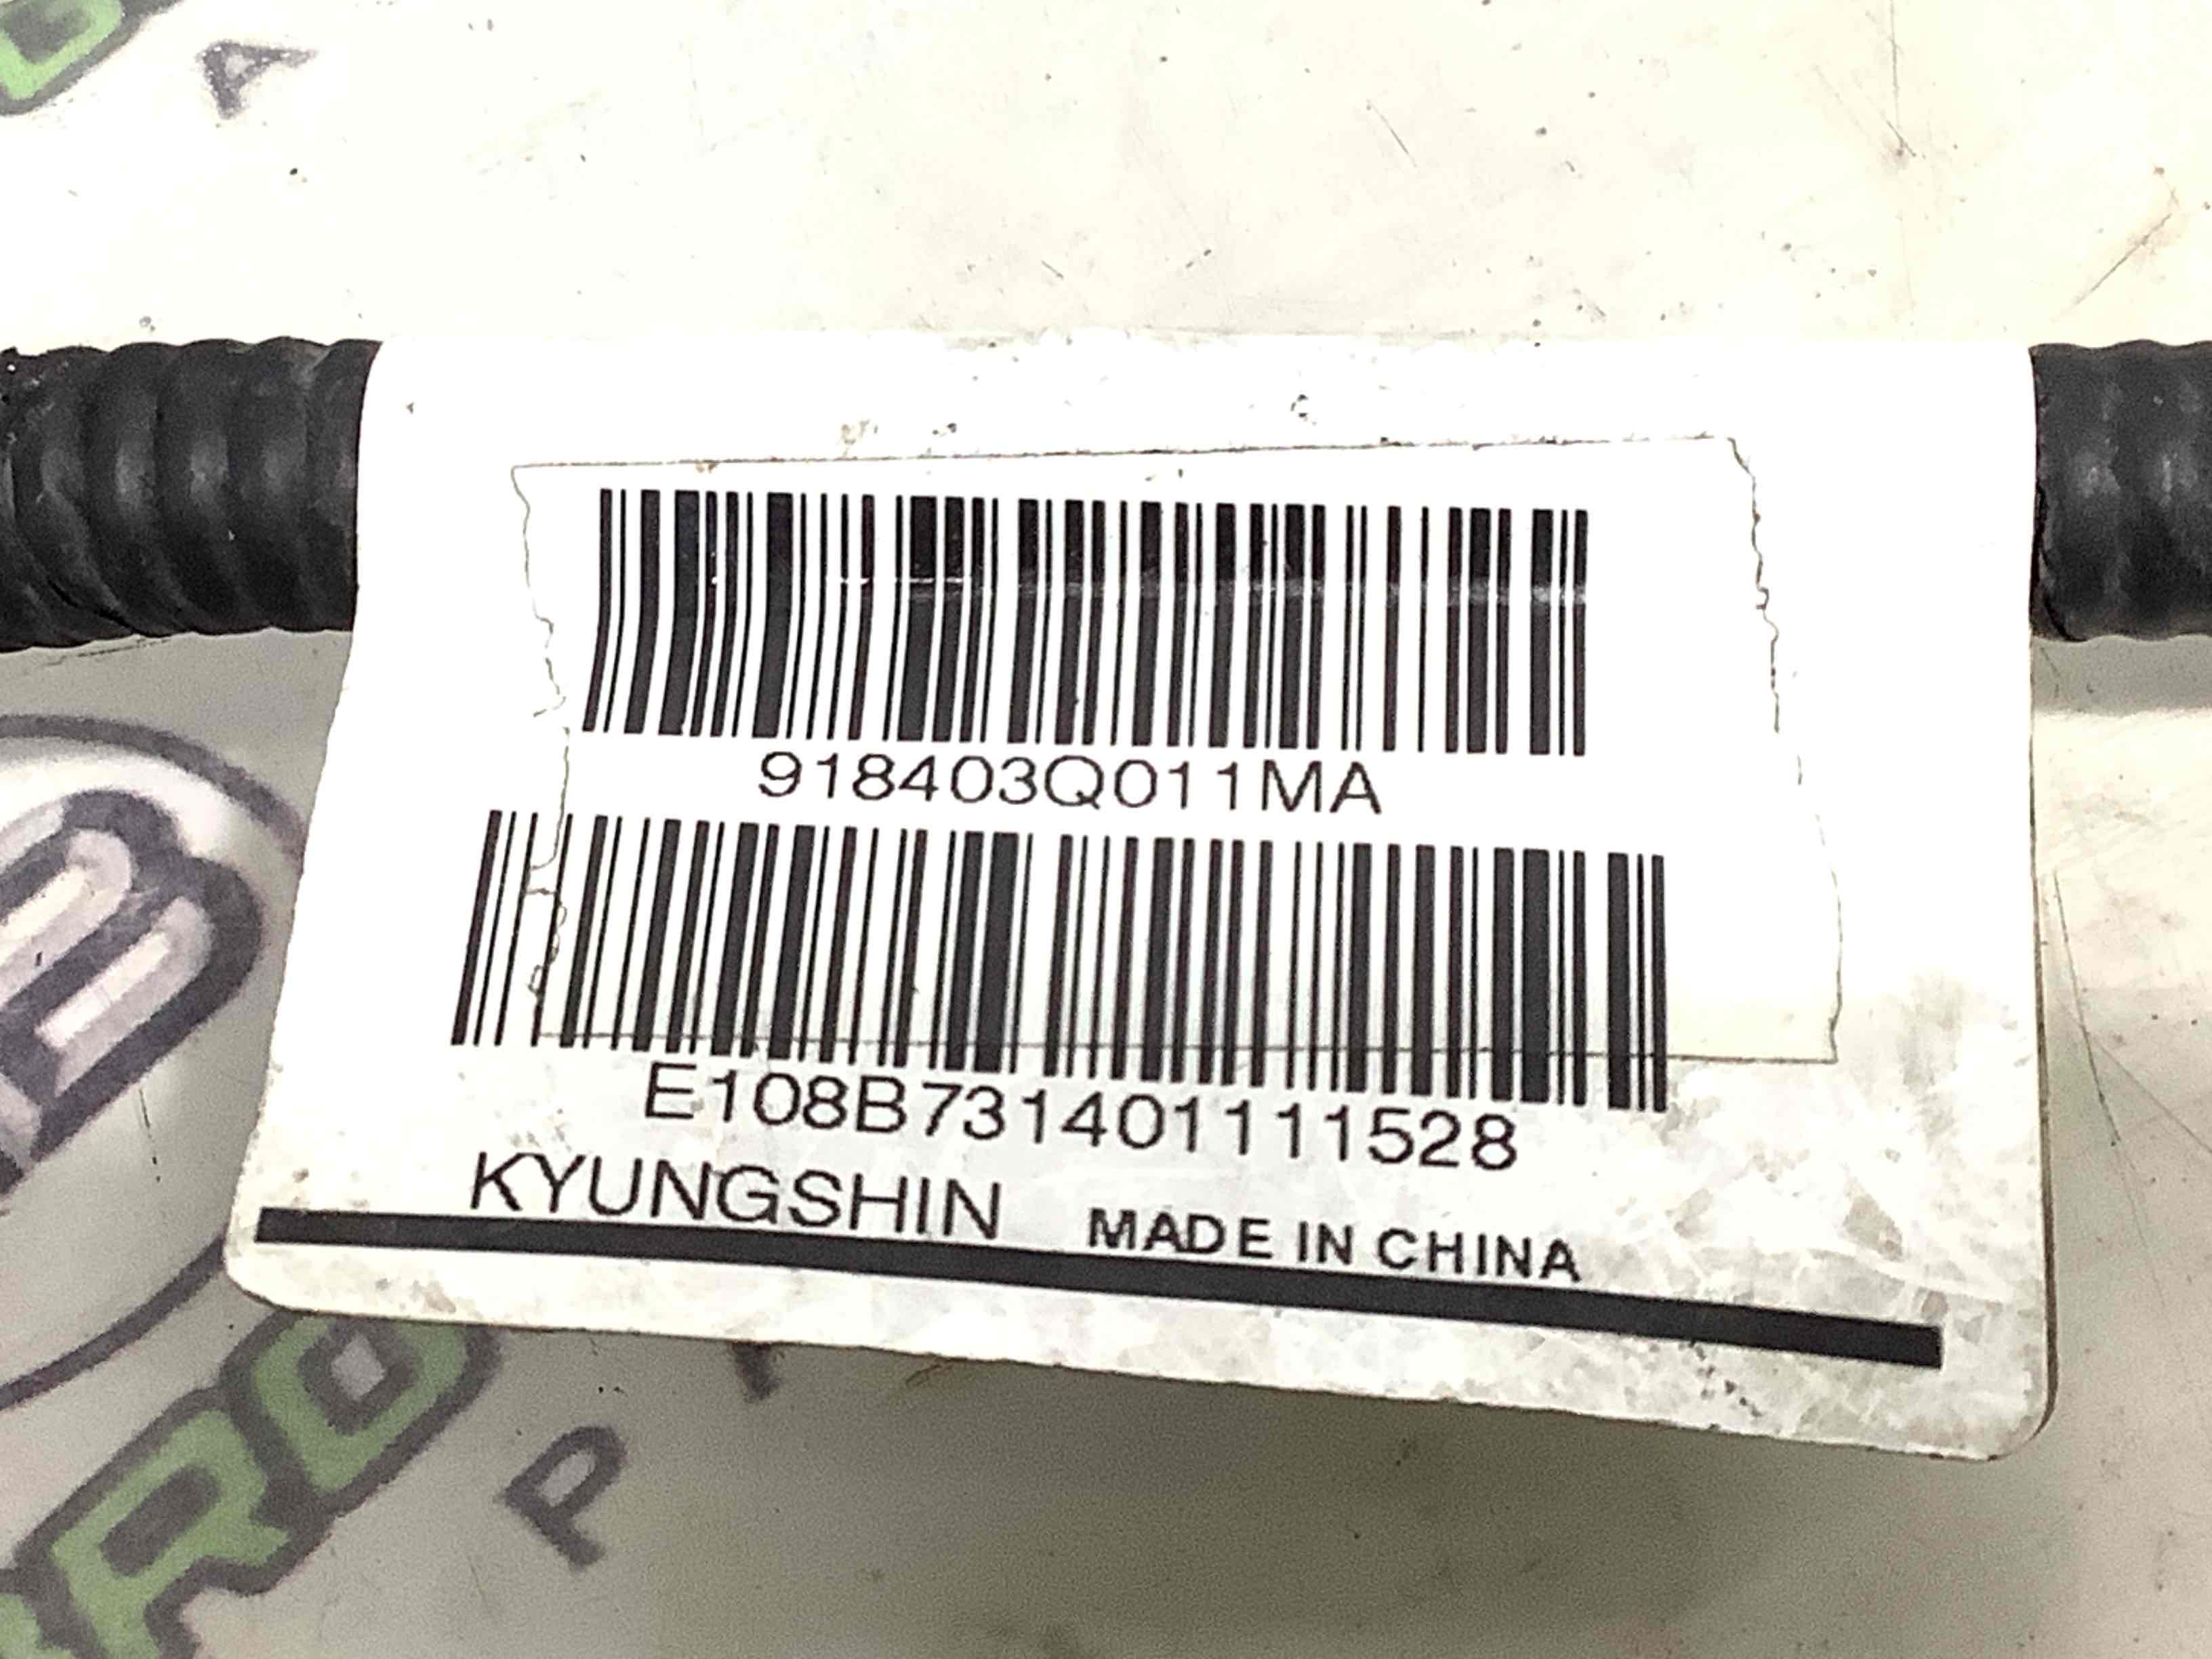 A
918403Q011MA
E108B731401111528
KYUNGSHIN MADE IN CHINA
P